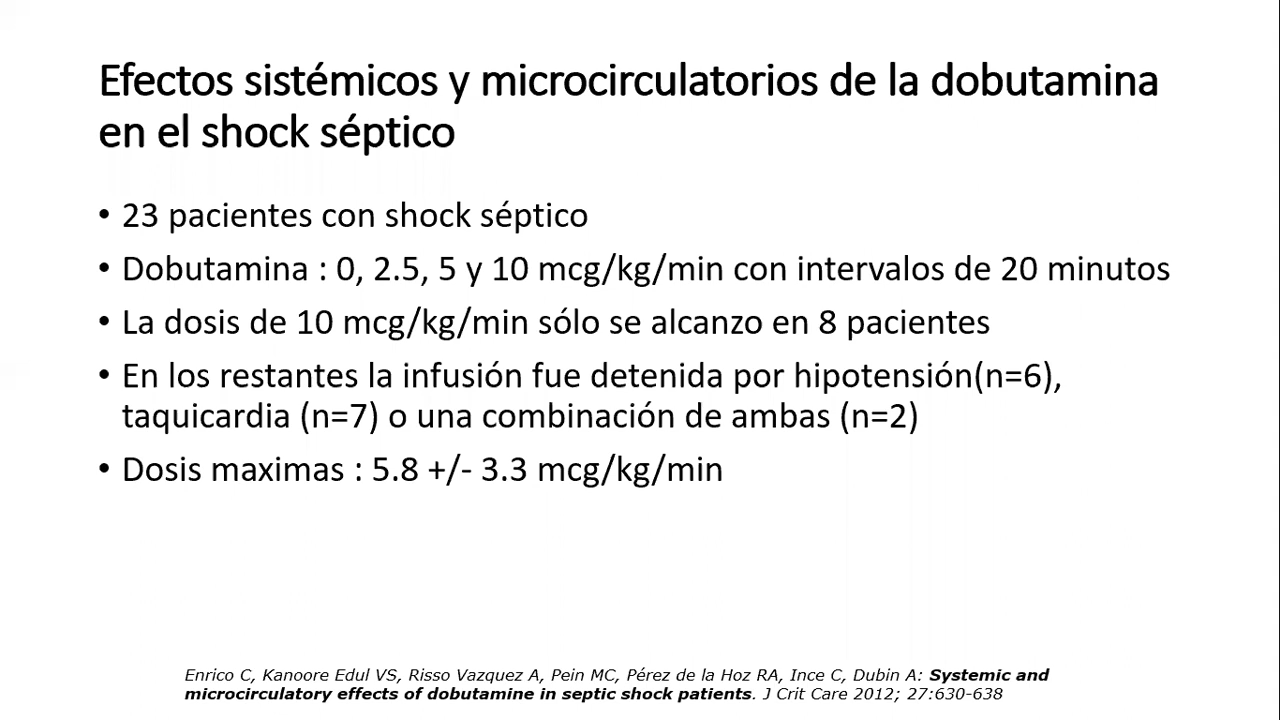 Efectos sistémicos y microcirculatorios de la dobutamina
en el shock séptico
• 23 pacientes con shock séptico
• Dobutamina : 0, 2.5, 5 y 10 mcg/kg/min con intervalos de 20 minutos
• La dosis de 10 mcg/kg/min sólo se alcanzo en 8 pacientes
• En los restantes la infusión fue detenida por hipotensión(n=6),
taquicardia (n=7) o una combinación de ambas (n=2)
• Dosis maximas : 5.8 +/- 3.3 mcg/kg/min
Enrico C, Kanoore Edul VS, Risso Vazquez A, Pein MC, Pérez de la Hoz RA, Ince C, Dubin A: Systemic and
microcirculatory effects of dobutamine in septic shock patients. J Crit Care 2012; 27:630-638